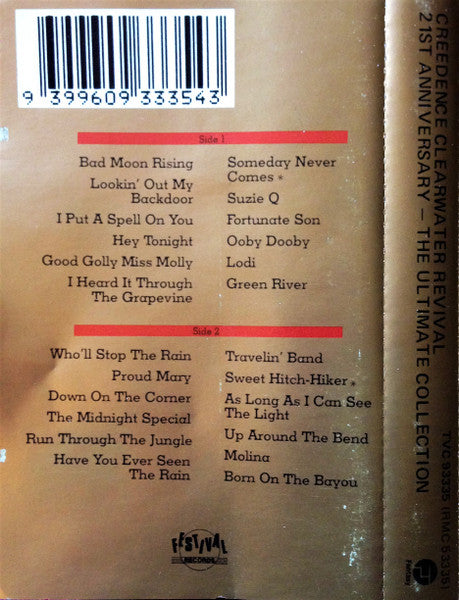 9 399609 333543
Side 1
Bad Moon Rising
Lookin' Out My
Backdoor
I Put A Spell On You
Hey Tonight
Good Golly Miss Molly
I Heard It Through
The Grapevine
Someday Never
Comes *
Suzie Q
Fortunate Son
Ooby Dooby
Lodi
Green River
Side 2
Who'll Stop The Rain
Proud Mary
Down On The Corner
The Midnight Special
Run Through The Jungle
Have You Ever Seen
The Rain
Travelin' Band
Sweet Hitch-Hiker *
As Long As I Can See
The Light
Up Around The Bend
Molina
Born On The Bayou
FESTIVAL
RECORDS
CREEDENCE CLEARWATER REVIVAL
21ST ANNIVERSARY – THE ULTIMATE COLLECTION
TVC 93335 (RMC 53335)
Fantasy